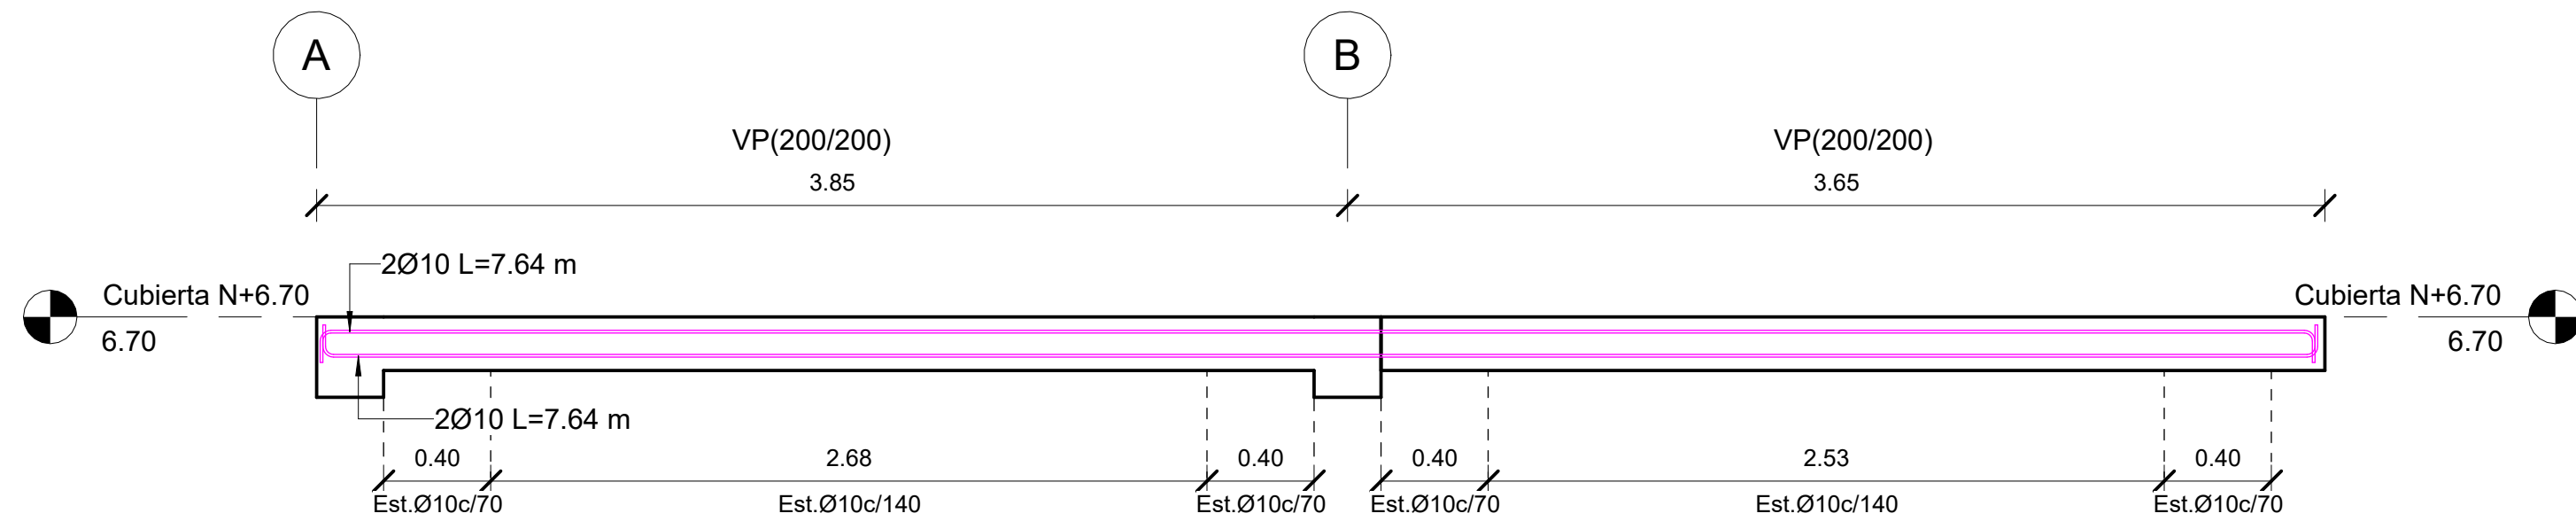 A
B
VP(200/200)
VP(200/200)
3.85
3.65
2Ø10 L=7.64 m
Cubierta N+6.70
6.70
Cubierta N+6.70
6.70
2Ø10 L=7.64 m
0.40
2.68
0.40
0.40
2.53
0.40
Est.Ø10c/70
Est.Ø10c/140
Est.Ø10c/70
Est.Ø10c/70
Est.Ø10c/140
Est.Ø10c/70